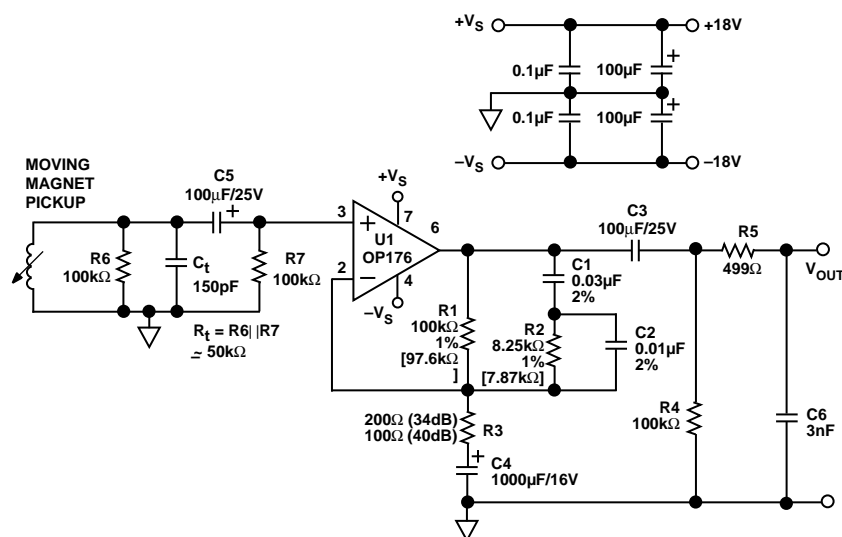 +VS
+18V
0.1µF
100µF
+
0.1µF
100µF
+
–VS
–18V
MOVING
MAGNET
PICKUP
C5
100µF/25V
+
R6
100kΩ
Ct
150pF
R7
100kΩ
Rt = R6||R7
≃ 50kΩ
+VS
7
3
+
U1
OP176
6
2
–
4
–VS
R1
100kΩ
1%
[97.6kΩ
]
C1
0.03µF
2%
R2
8.25kΩ
1%
[7.87kΩ]
C2
0.01µF
2%
C3
100µF/25V
R5
499Ω
VOUT
200Ω (34dB)
100Ω (40dB)
R3
+
C4
1000µF/16V
R4
100kΩ
C6
3nF